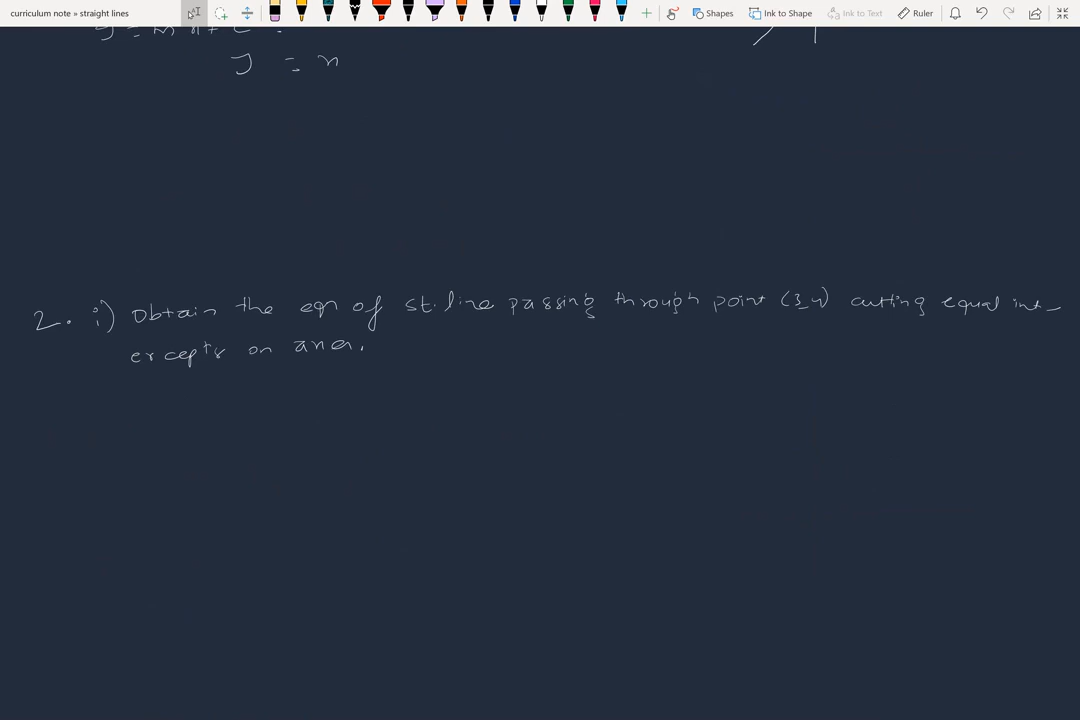 curriculum note » straight lines
Shapes Ink to Shape Ink to Text Ruler
y = x
2. i) Obtain the eqn of st. line passing through point (3,4) cutting equal int-
ercepts on axes.